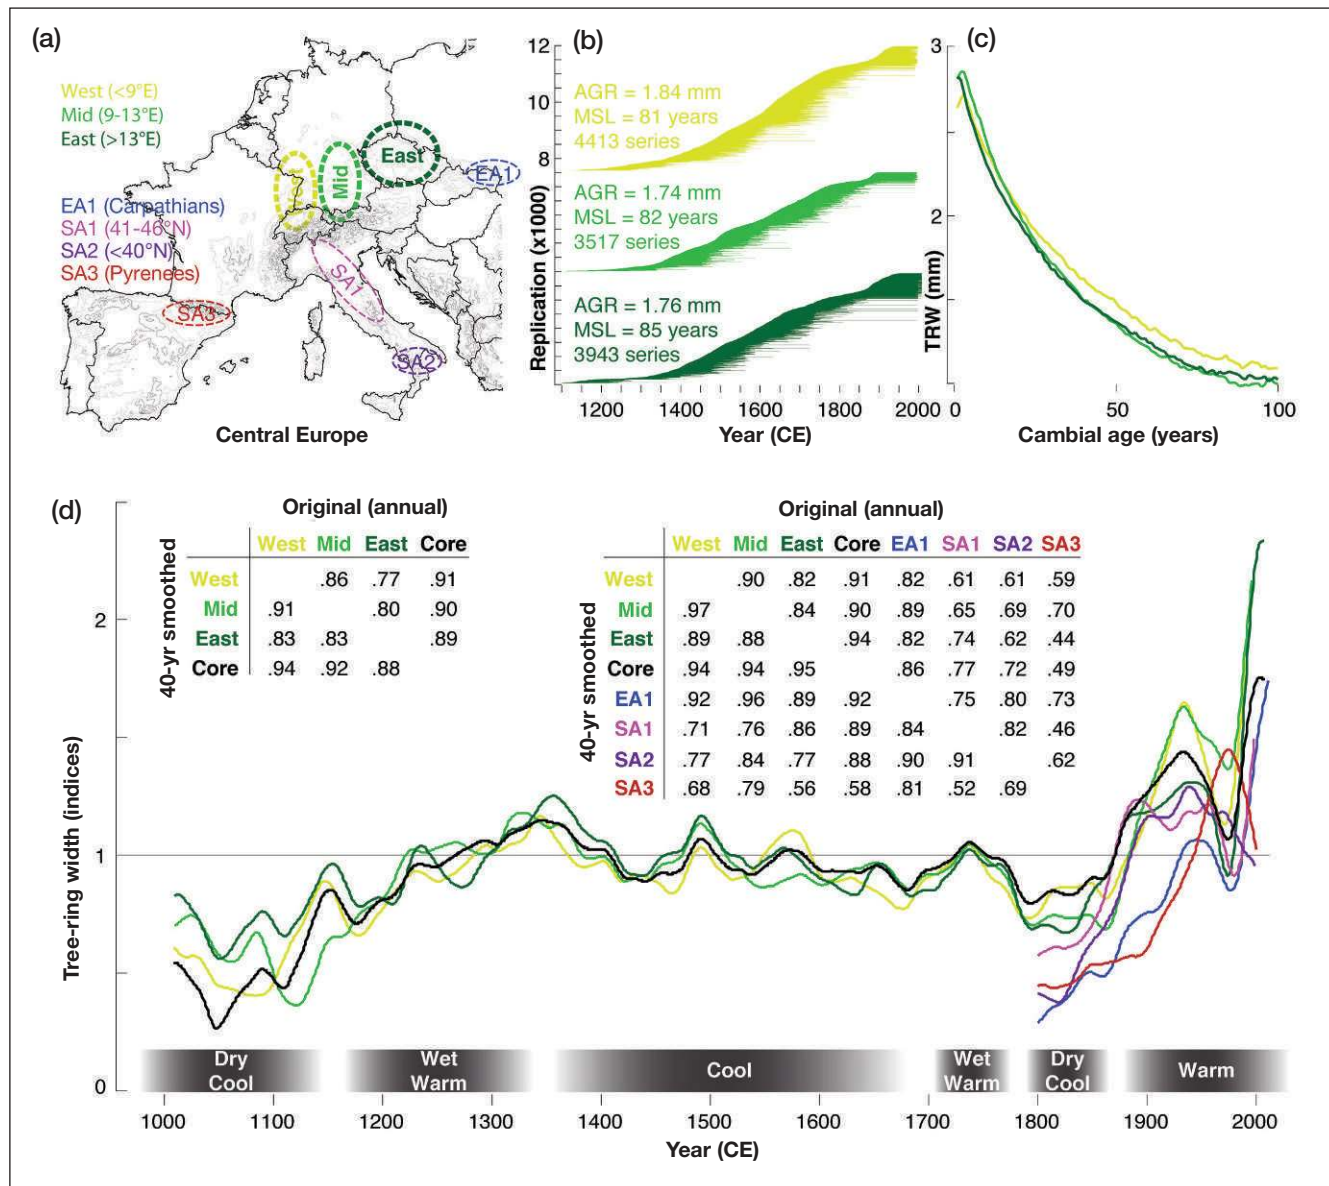 (a)
West (<9°E)
Mid (9-13°E)
East (>13°E)
EA1 (Carpathians)
SA1 (41-46°N)
SA2 (<40°N)
SA3 (Pyrenees)
Mid
East
EA1
SA1
SA2
SA3
Central Europe
(b)
Replication (x1000)
12
10
8
AGR = 1.84 mm
MSL = 81 years
4413 series
AGR = 1.74 mm
MSL = 82 years
3517 series
AGR = 1.76 mm
MSL = 85 years
3943 series
1200 1400 1600 1800 2000
Year (CE)
(c)
TRW (mm)
3
2
0 50 100
Cambial age (years)
(d)
Original (annual)
40-yr smoothed
West Mid East Core
West .86 .77 .91
Mid .91 .80 .90
East .83 .83 .89
Core .94 .92 .88
Original (annual)
40-yr smoothed
West Mid East Core EA1 SA1 SA2 SA3
West .90 .82 .91 .82 .61 .61 .59
Mid .97 .84 .90 .89 .65 .69 .70
East .89 .88 .94 .82 .74 .62 .44
Core .94 .94 .95 .86 .77 .72 .49
EA1 .92 .96 .89 .92 .75 .80 .73
SA1 .71 .76 .86 .89 .84 .82 .46
SA2 .77 .84 .77 .88 .90 .91 .62
SA3 .68 .79 .56 .58 .81 .52 .69
Tree-ring width (indices)
2
1
0
Dry
Cool
Wet
Warm
Cool
Wet
Warm
Dry
Cool
Warm
1000 1100 1200 1300 1400 1500 1600 1700 1800 1900 2000
Year (CE)